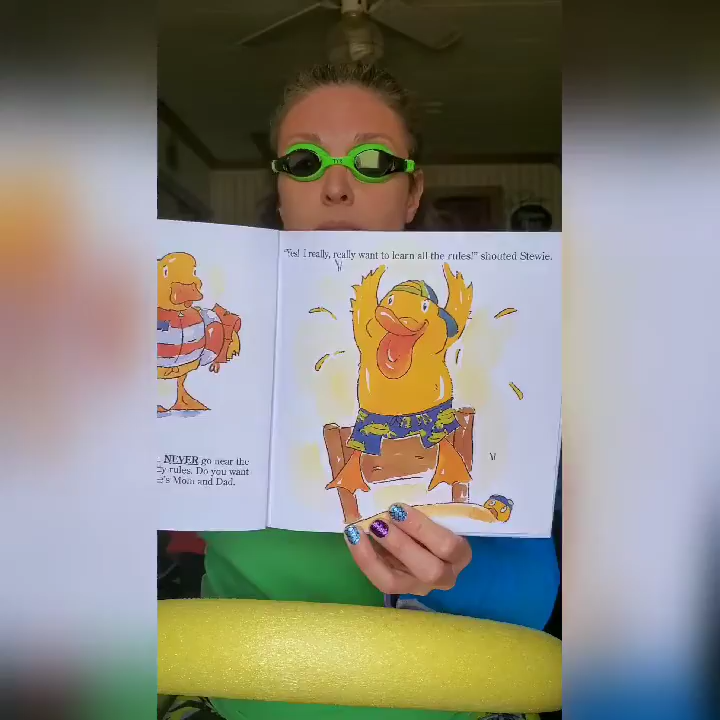 NEVER go near the
rules. Do you want
Mom and Dad.
"Yes! I really, really want to learn all the rules!" shouted Stewie.